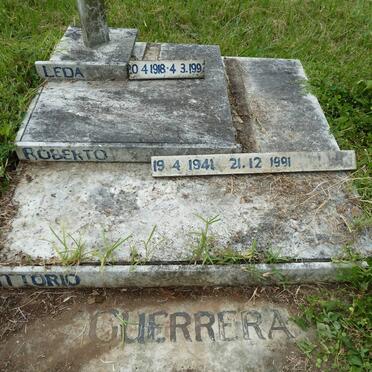 LEDA 20 4 1918 - 4 3 199
ROBERTO 19 4 1941 21.12 1991
TTORIO
GUERRERA